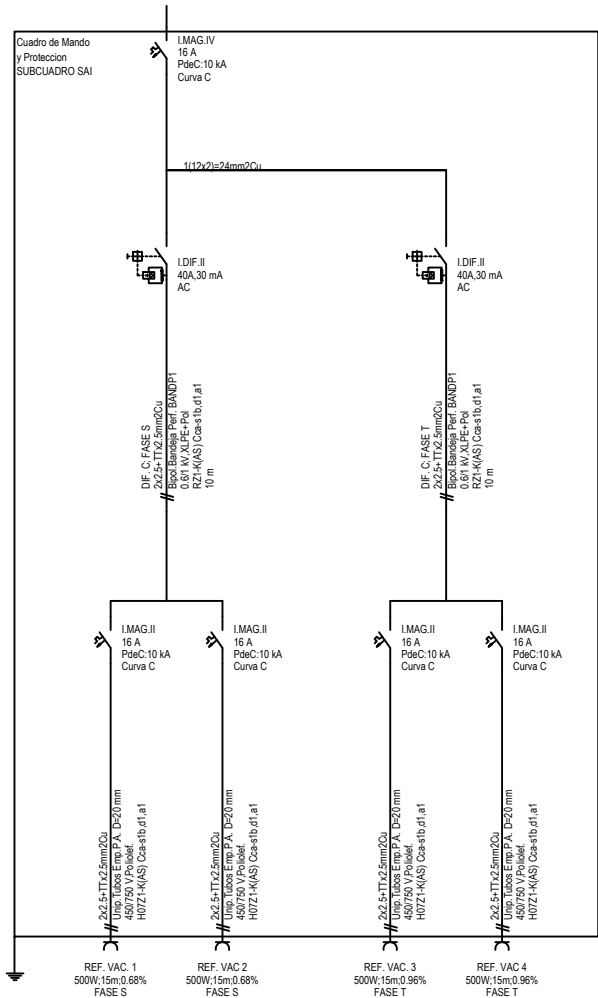 Cuadro de Mando
y Proteccion
SUBCUADRO SAI
I.MAG.IV
16 A
PdeC:10 kA
Curva C
1(12x2)=24mm2Cu
I.DIF.II
40A,30 mA
AC
I.DIF.II
40A,30 mA
AC
DIF. C; FASE S
2x2.5+TTx2.5mm2Cu
Bipol.Bandeja Perf. BANDP1
0.6/1 kV,XLPE+Pol
RZ1-K(AS) Cca-s1b,d1,a1
10 m
DIF. C; FASE T
2x2.5+TTx2.5mm2Cu
Bipol.Bandeja Perf. BANDP1
0.6/1 kV,XLPE+Pol
RZ1-K(AS) Cca-s1b,d1,a1
10 m
I.MAG.II
16 A
PdeC:10 kA
Curva C
I.MAG.II
16 A
PdeC:10 kA
Curva C
I.MAG.II
16 A
PdeC:10 kA
Curva C
I.MAG.II
16 A
PdeC:10 kA
Curva C
2x2.5+TTx2.5mm2Cu
Unip.Tubos Emp.P.A. D=20 mm
450/750 V,Poliolef.
H07Z1-K(AS) Cca-s1b,d1,a1
2x2.5+TTx2.5mm2Cu
Unip.Tubos Emp.P.A. D=20 mm
450/750 V,Poliolef.
H07Z1-K(AS) Cca-s1b,d1,a1
2x2.5+TTx2.5mm2Cu
Unip.Tubos Emp.P.A. D=20 mm
450/750 V,Poliolef.
H07Z1-K(AS) Cca-s1b,d1,a1
2x2.5+TTx2.5mm2Cu
Unip.Tubos Emp.P.A. D=20 mm
450/750 V,Poliolef.
H07Z1-K(AS) Cca-s1b,d1,a1
REF. VAC. 1
500W;15m;0.68%
FASE S
REF. VAC 2
500W;15m;0.68%
FASE S
REF. VAC. 3
500W;15m;0.96%
FASE T
REF. VAC 4
500W;15m;0.96%
FASE T